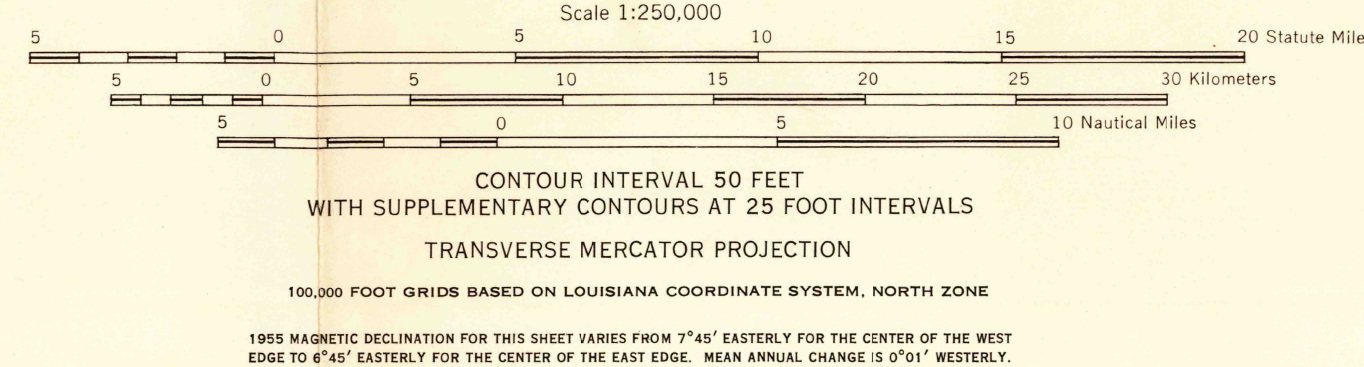 Scale 1:250,000
5 0 5 10 15 20 Statute Mile
5 0 5 10 15 20 25 30 Kilometers
5 0 5 10 Nautical Miles
CONTOUR INTERVAL 50 FEET
WITH SUPPLEMENTARY CONTOURS AT 25 FOOT INTERVALS
TRANSVERSE MERCATOR PROJECTION
100,000 FOOT GRIDS BASED ON LOUISIANA COORDINATE SYSTEM, NORTH ZONE
1955 MAGNETIC DECLINATION FOR THIS SHEET VARIES FROM 7°45′ EASTERLY FOR THE CENTER OF THE WEST
EDGE TO 6°45′ EASTERLY FOR THE CENTER OF THE EAST EDGE. MEAN ANNUAL CHANGE IS 0°01′ WESTERLY.